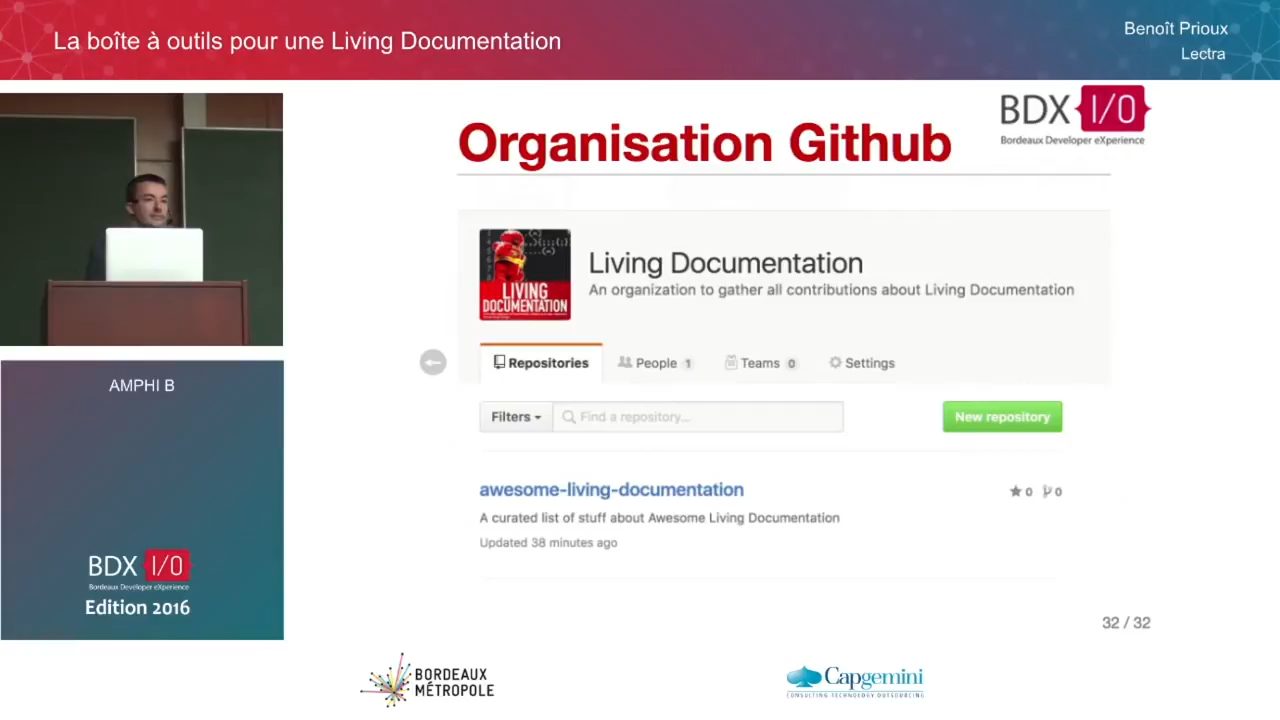 La boîte à outils pour une Living Documentation
Benoît Prioux
Lectra
AMPHI B
BDX I/O
Bordeaux Developer eXperience
Edition 2016
Organisation Github
BDX I/O
Bordeaux Developer eXperience
LIVING
DOCUMENTATION
Living Documentation
An organization to gather all contributions about Living Documentation
Repositories People 1 Teams 0 Settings
Filters Find a repository... New repository
awesome-living-documentation 0 0
A curated list of stuff about Awesome Living Documentation
Updated 38 minutes ago
32 / 32
BORDEAUX
MÉTROPOLE
Capgemini
CONSULTING.TECHNOLOGY.OUTSOURCING